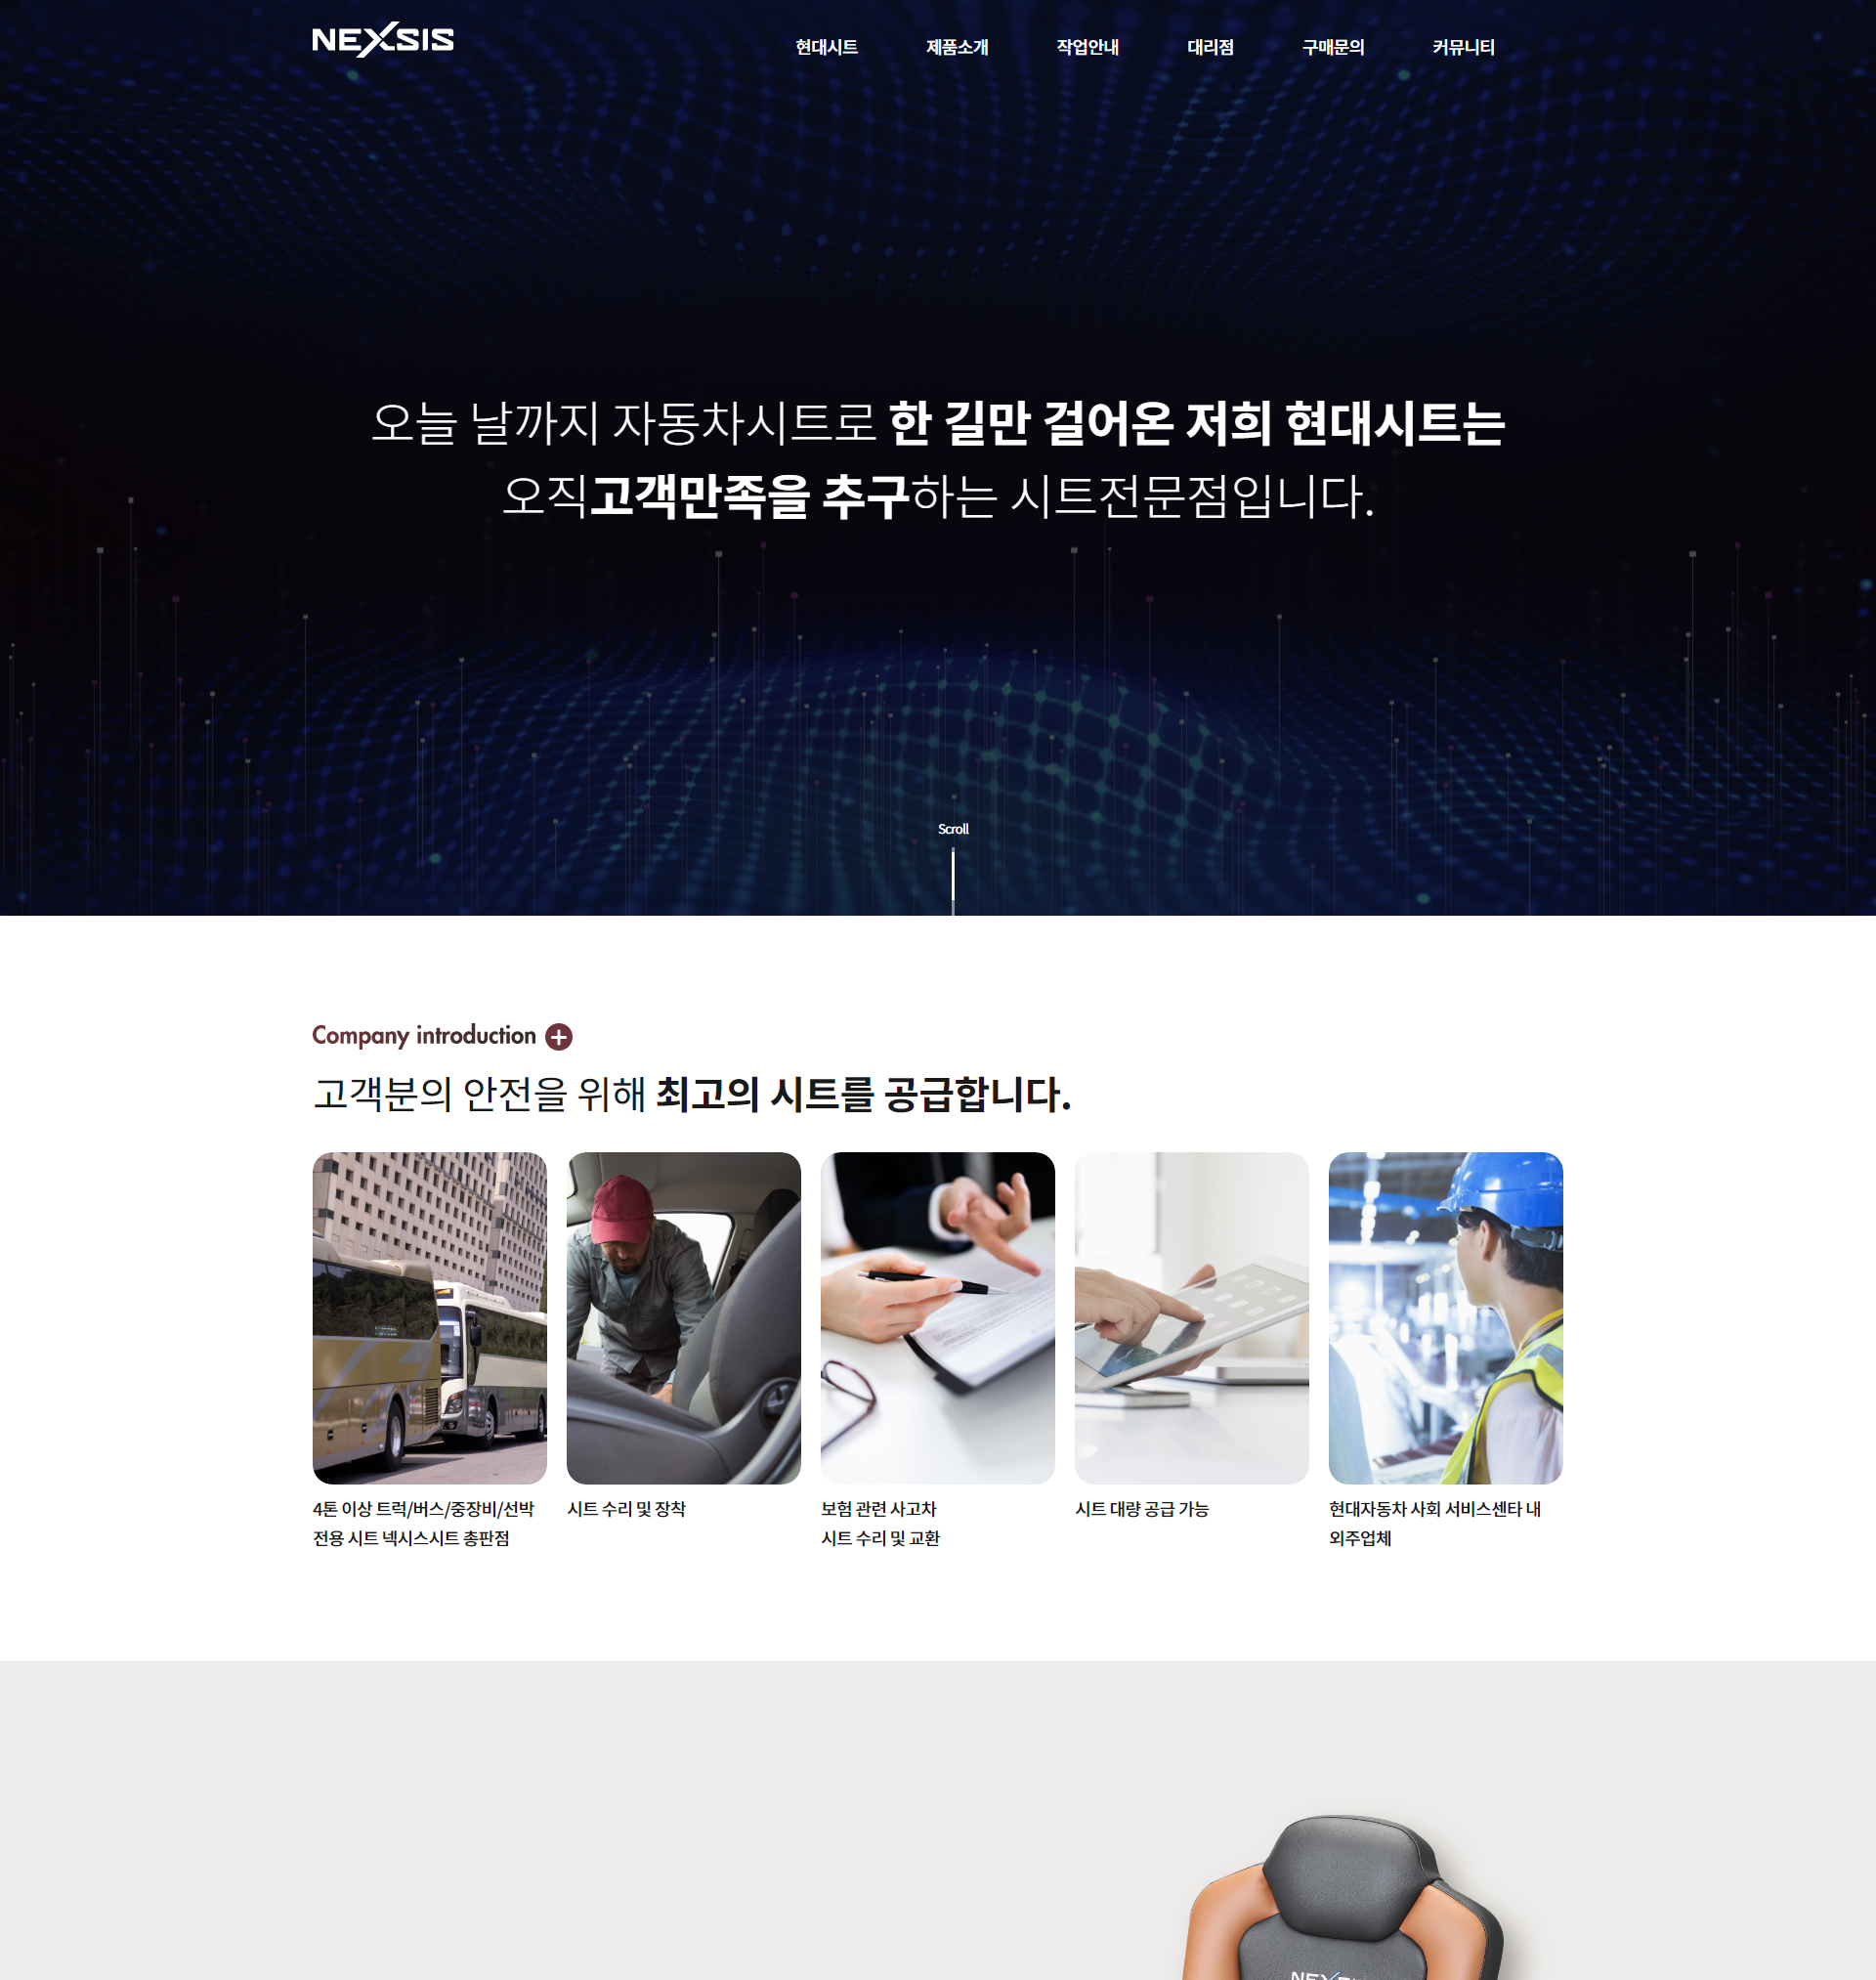 NEXSIS
현대시트 제품소개 작업안내 대리점 구매문의 커뮤니티
오늘 날까지 자동차시트로 한 길만 걸어온 저희 현대시트는
오직고객만족을 추구하는 시트전문점입니다.
Scroll
Company introduction
고객분의 안전을 위해 최고의 시트를 공급합니다.
4톤 이상 트럭/버스/중장비/선박
전용 시트 넥시스시트 총판점
시트 수리 및 장착
보험 관련 사고차
시트 수리 및 교환
시트 대량 공급 가능
현대자동차 사회 서비스센타 내
외주업체